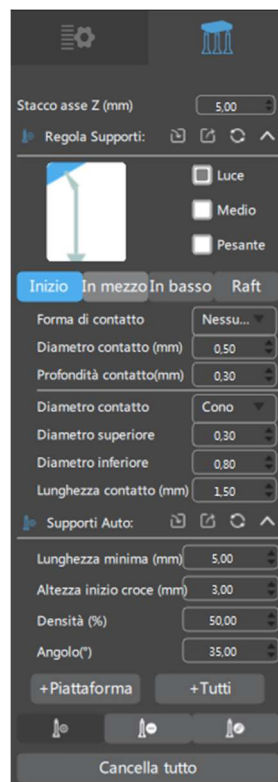 Stacco asse Z (mm) 5,00
Regola Supporti:
Luce
Medio
Pesante
Inizio In mezzo In basso Raft
Forma di contatto Nessu...
Diametro contatto (mm) 0,50
Profondità contatto(mm) 0,30
Diametro contatto Cono
Diametro superiore 0,30
Diametro inferiore 0,80
Lunghezza contatto (mm) 1,50
Supporti Auto:
Lunghezza minima (mm) 5,00
Altezza inizio croce (mm) 3,00
Densità (%) 50,00
Angolo(°) 35,00
+Piattaforma +Tutti
Cancella tutto